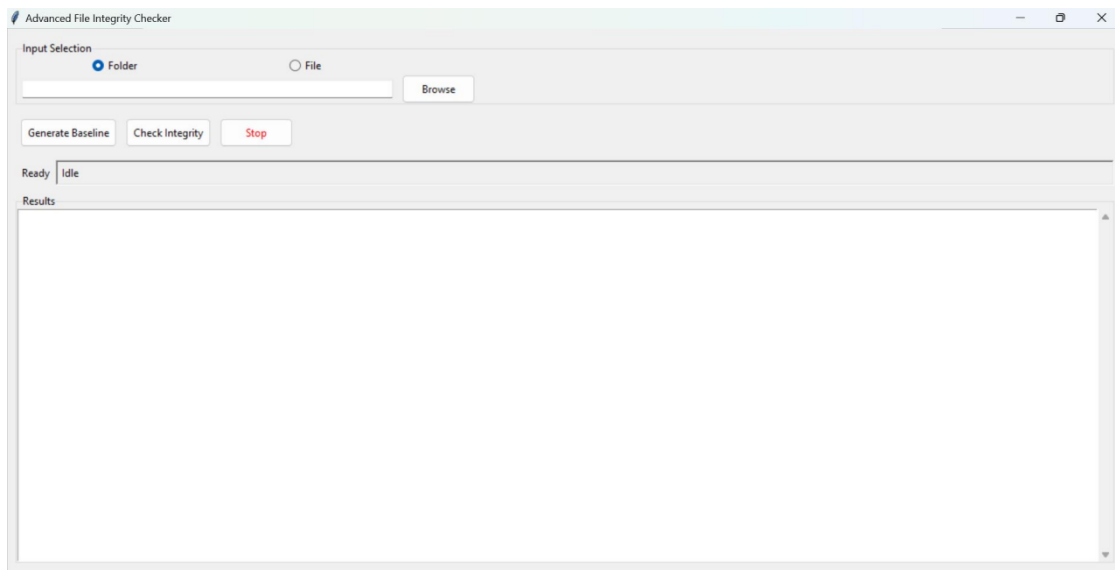 Advanced File Integrity Checker
Input Selection
Folder File
Browse
Generate Baseline Check Integrity Stop
Ready Idle
Results